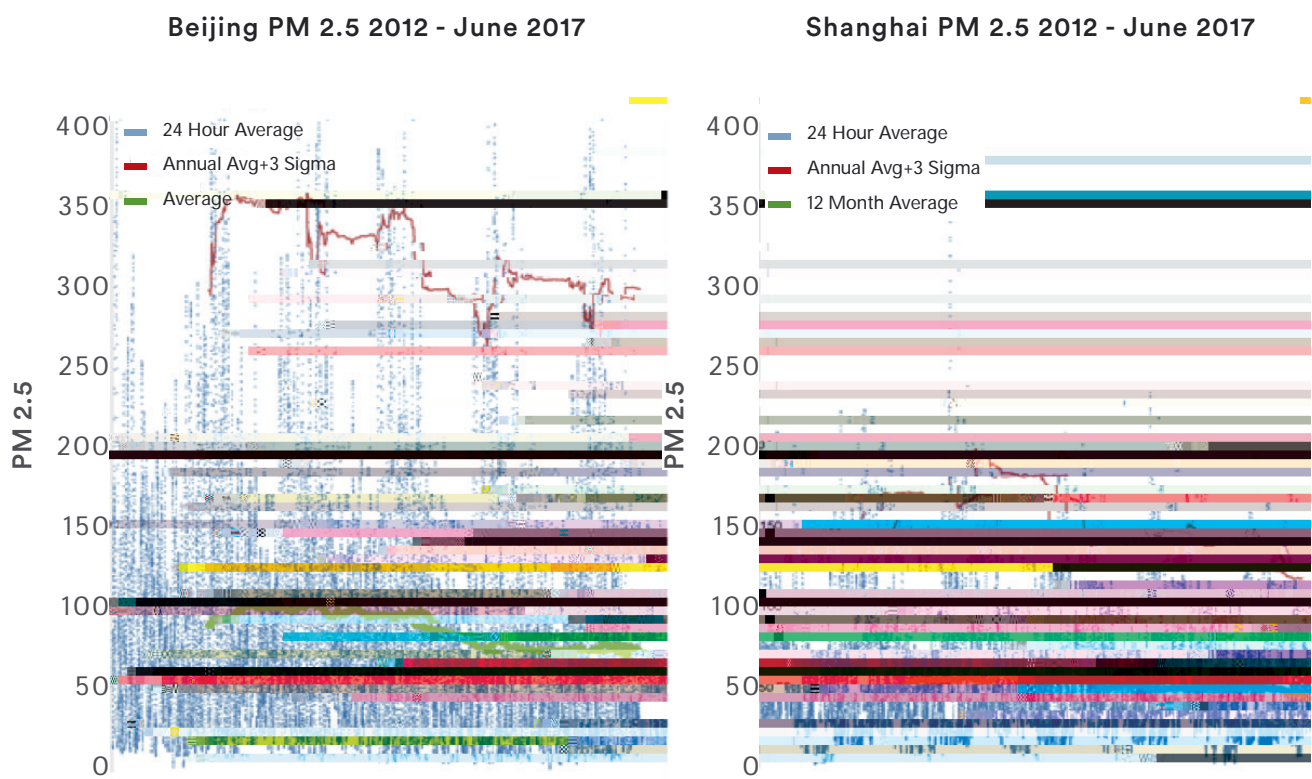 Beijing PM 2.5 2012 - June 2017
400
24 Hour Average
Annual Avg+3 Sigma
350
Average
300
250
PM 2.5
200
150
100
50
0
Shanghai PM 2.5 2012 - June 2017
400
24 Hour Average
Annual Avg+3 Sigma
350
12 Month Average
300
250
PM 2.5
200
150
100
50
0